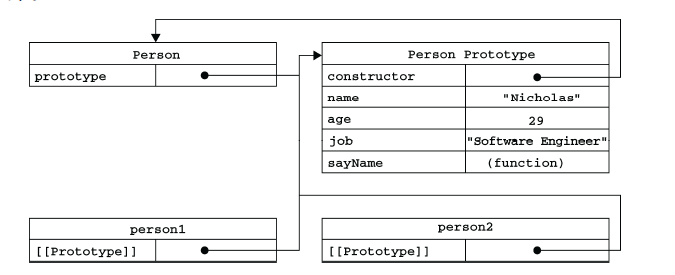 Person
prototype
Person Prototype
constructor
name "Nicholas"
age 29
job "Software Engineer"
sayName (function)
person1
[[Prototype]]
person2
[[Prototype]]